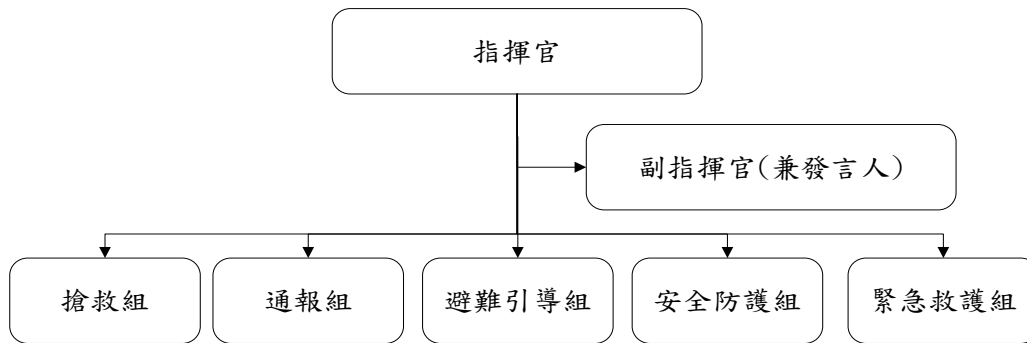 指揮官
副指揮官(兼發言人)
搶救組
通報組
避難引導組
安全防護組
緊急救護組